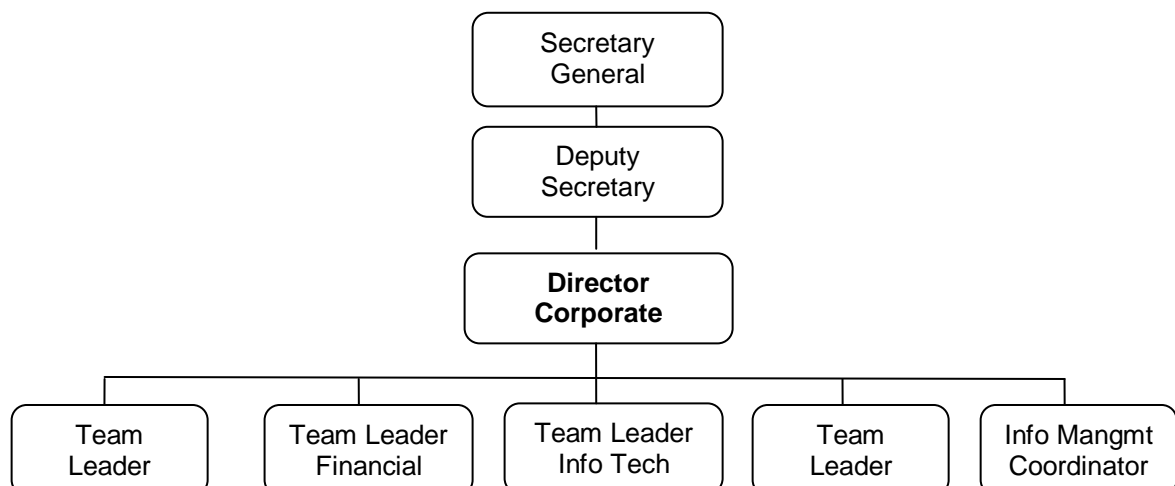 Secretary
General
Deputy
Secretary
Director
Corporate
Team
Leader
Team Leader
Financial
Team Leader
Info Tech
Team
Leader
Info Mangmt
Coordinator